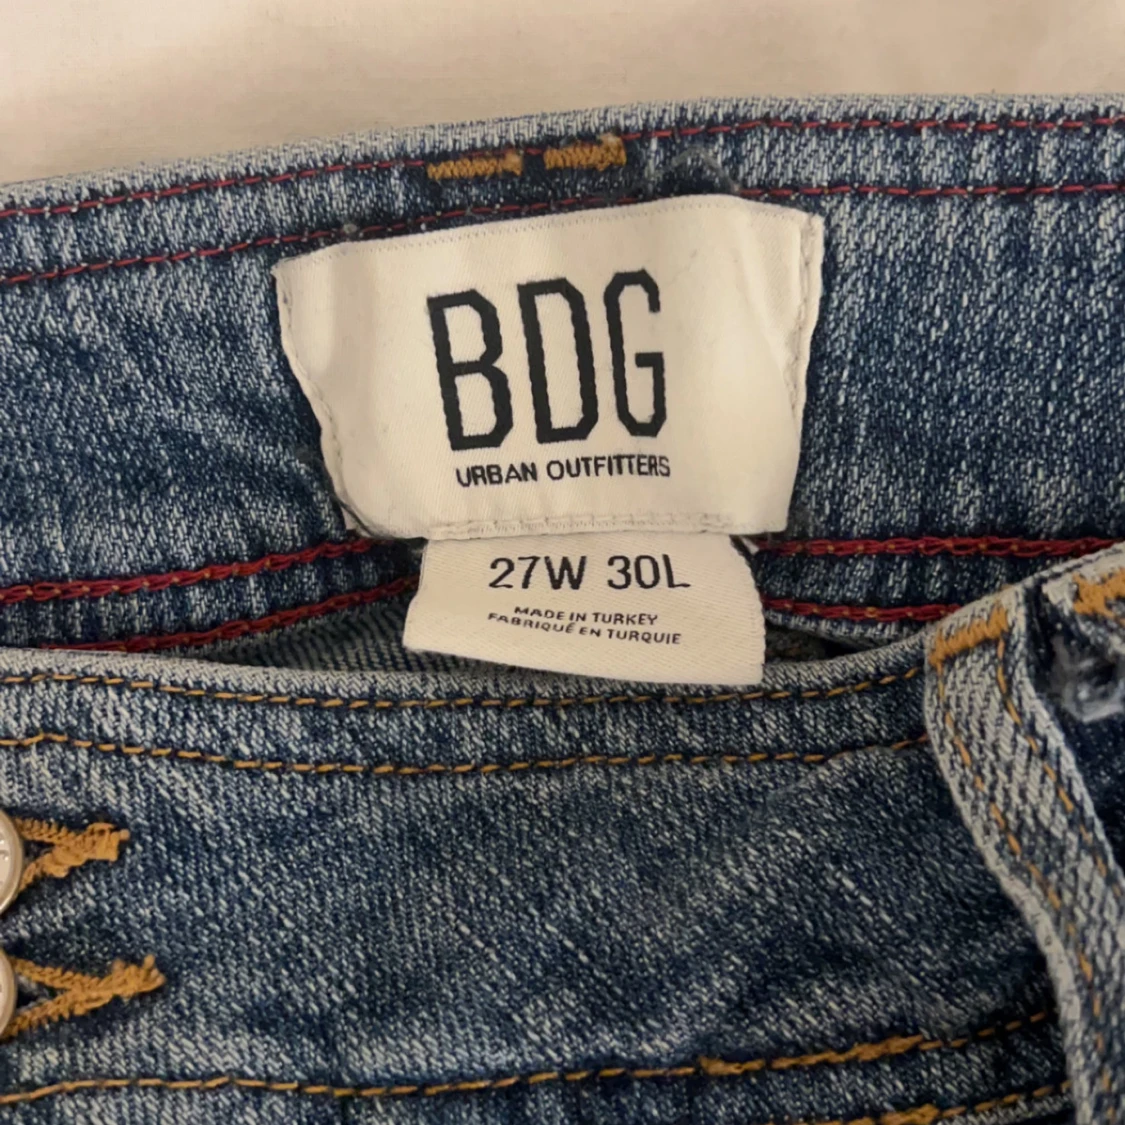 BDG
URBAN OUTFITTERS
27W 30L
MADE IN TURKEY
FABRIQUÉ EN TURQUIE